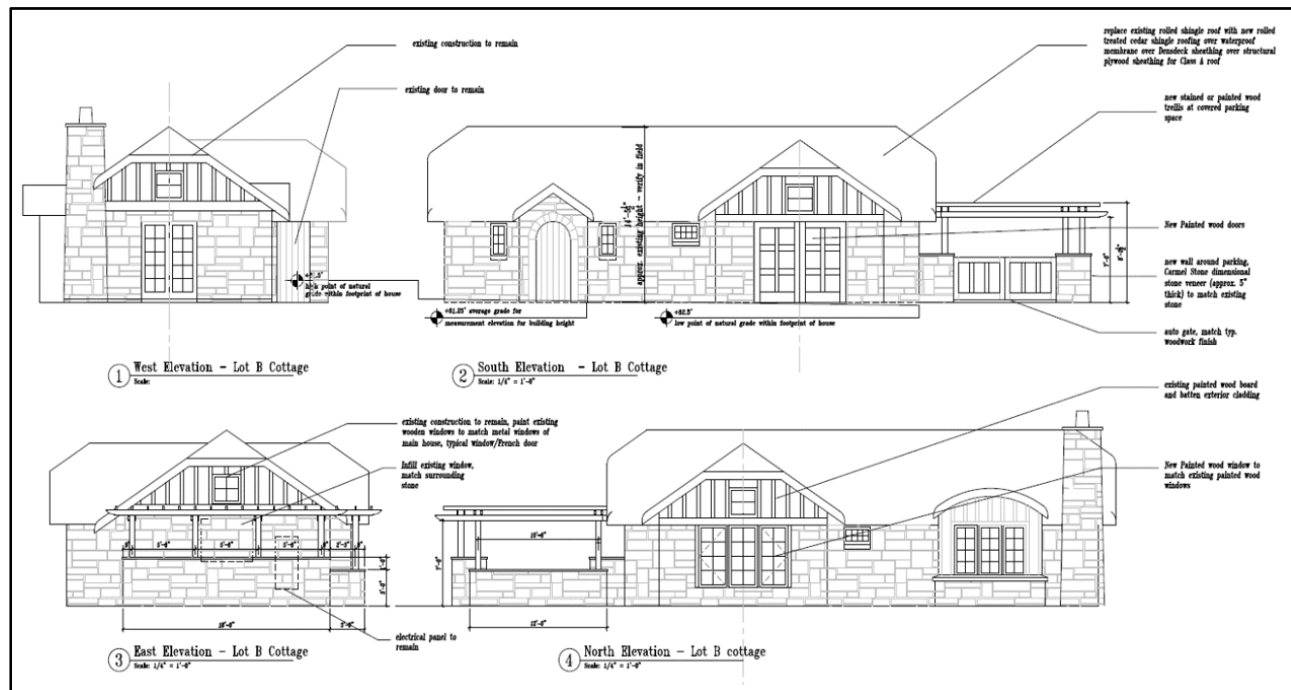 existing construction to remain
existing door to remain
replace existing rolled shingle roof with new rolled
treated cedar shingle roofing over waterproof
membrane over Densdeck sheathing over structural
plywood sheathing for Class A roof
new stained or painted wood
trellis at covered parking
space
approx. existing height - verify in field
New Painted wood doors
new wall around parking,
Carmel Stone dimensional
stone veneer (approx. 5"
thick) to match existing
stone
auto gate, match typ.
woodwork finish
high point of natural
grade within footprint of house
+81.25' average grade for
measurement elevation for building height
low point of natural grade within footprint of house
1 West Elevation - Lot B Cottage
Scale:
2 South Elevation - Lot B Cottage
Scale: 1/4" = 1'-0"
existing construction to remain, paint existing
wooden windows to match metal windows of
main house, typical window/French door
Infill existing window,
match surrounding
stone
existing painted wood board
and batten exterior cladding
New Painted wood window to
match existing painted wood
windows
electrical panel to
remain
3 East Elevation - Lot B Cottage
Scale: 1/4" = 1'-0"
4 North Elevation - Lot B cottage
Scale: 1/4" = 1'-0"